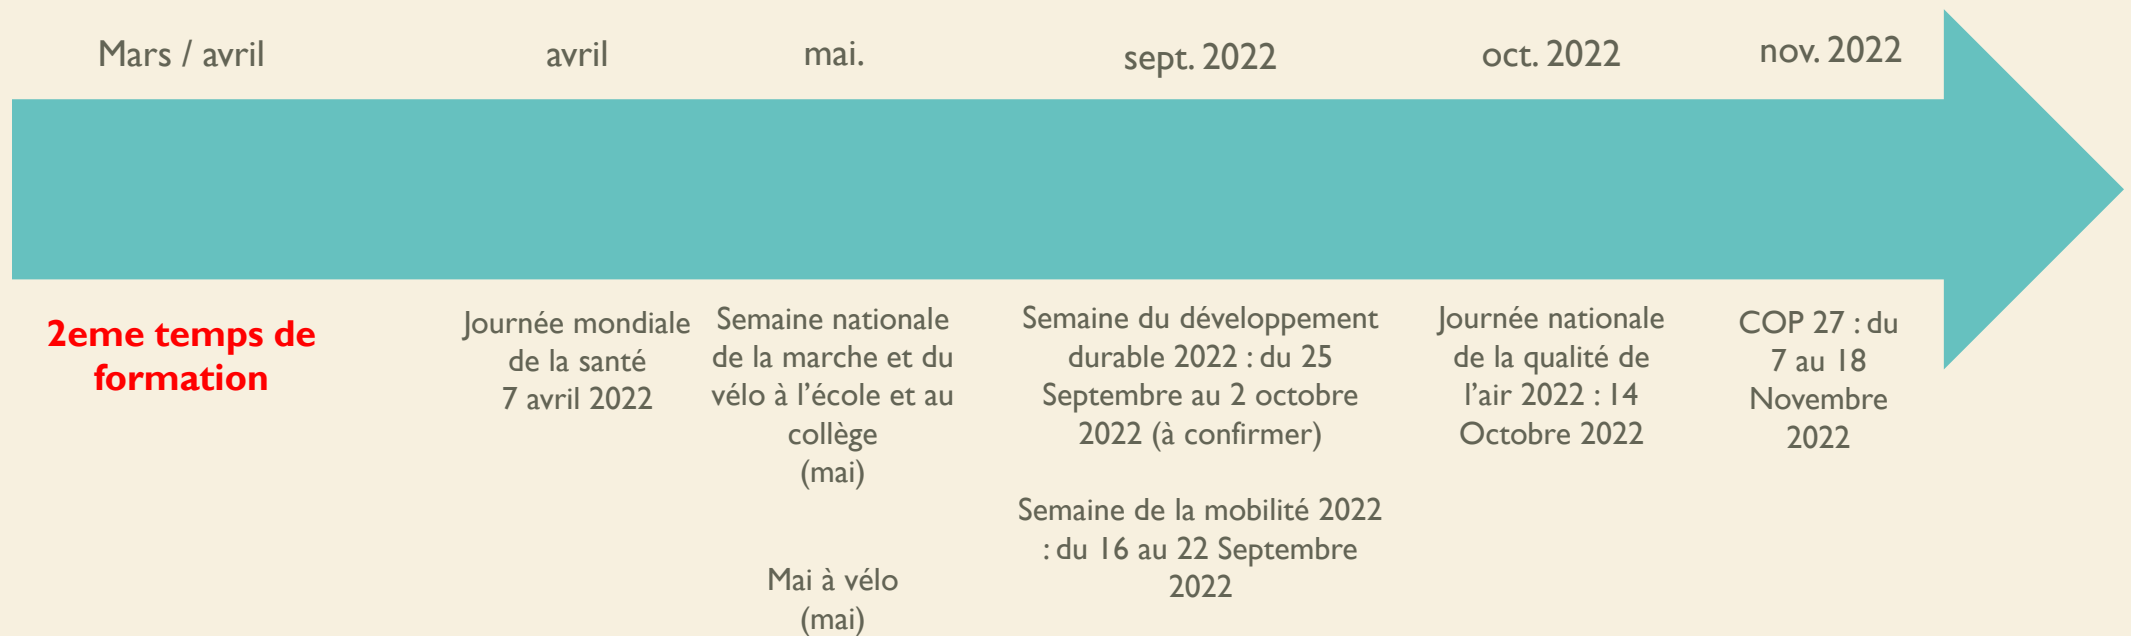 Mars / avril
avril
mai.
sept. 2022
oct. 2022
nov. 2022
2eme temps de
formation
Journée mondiale
de la santé
7 avril 2022
Semaine nationale
de la marche et du
vélo à l’école et au
collège
(mai)
Mai à vélo
(mai)
Semaine du développement
durable 2022 : du 25
Septembre au 2 octobre
2022 (à confirmer)
Semaine de la mobilité 2022
: du 16 au 22 Septembre
2022
Journée nationale
de la qualité de
l’air 2022 : 14
Octobre 2022
COP 27 : du
7 au 18
Novembre
2022